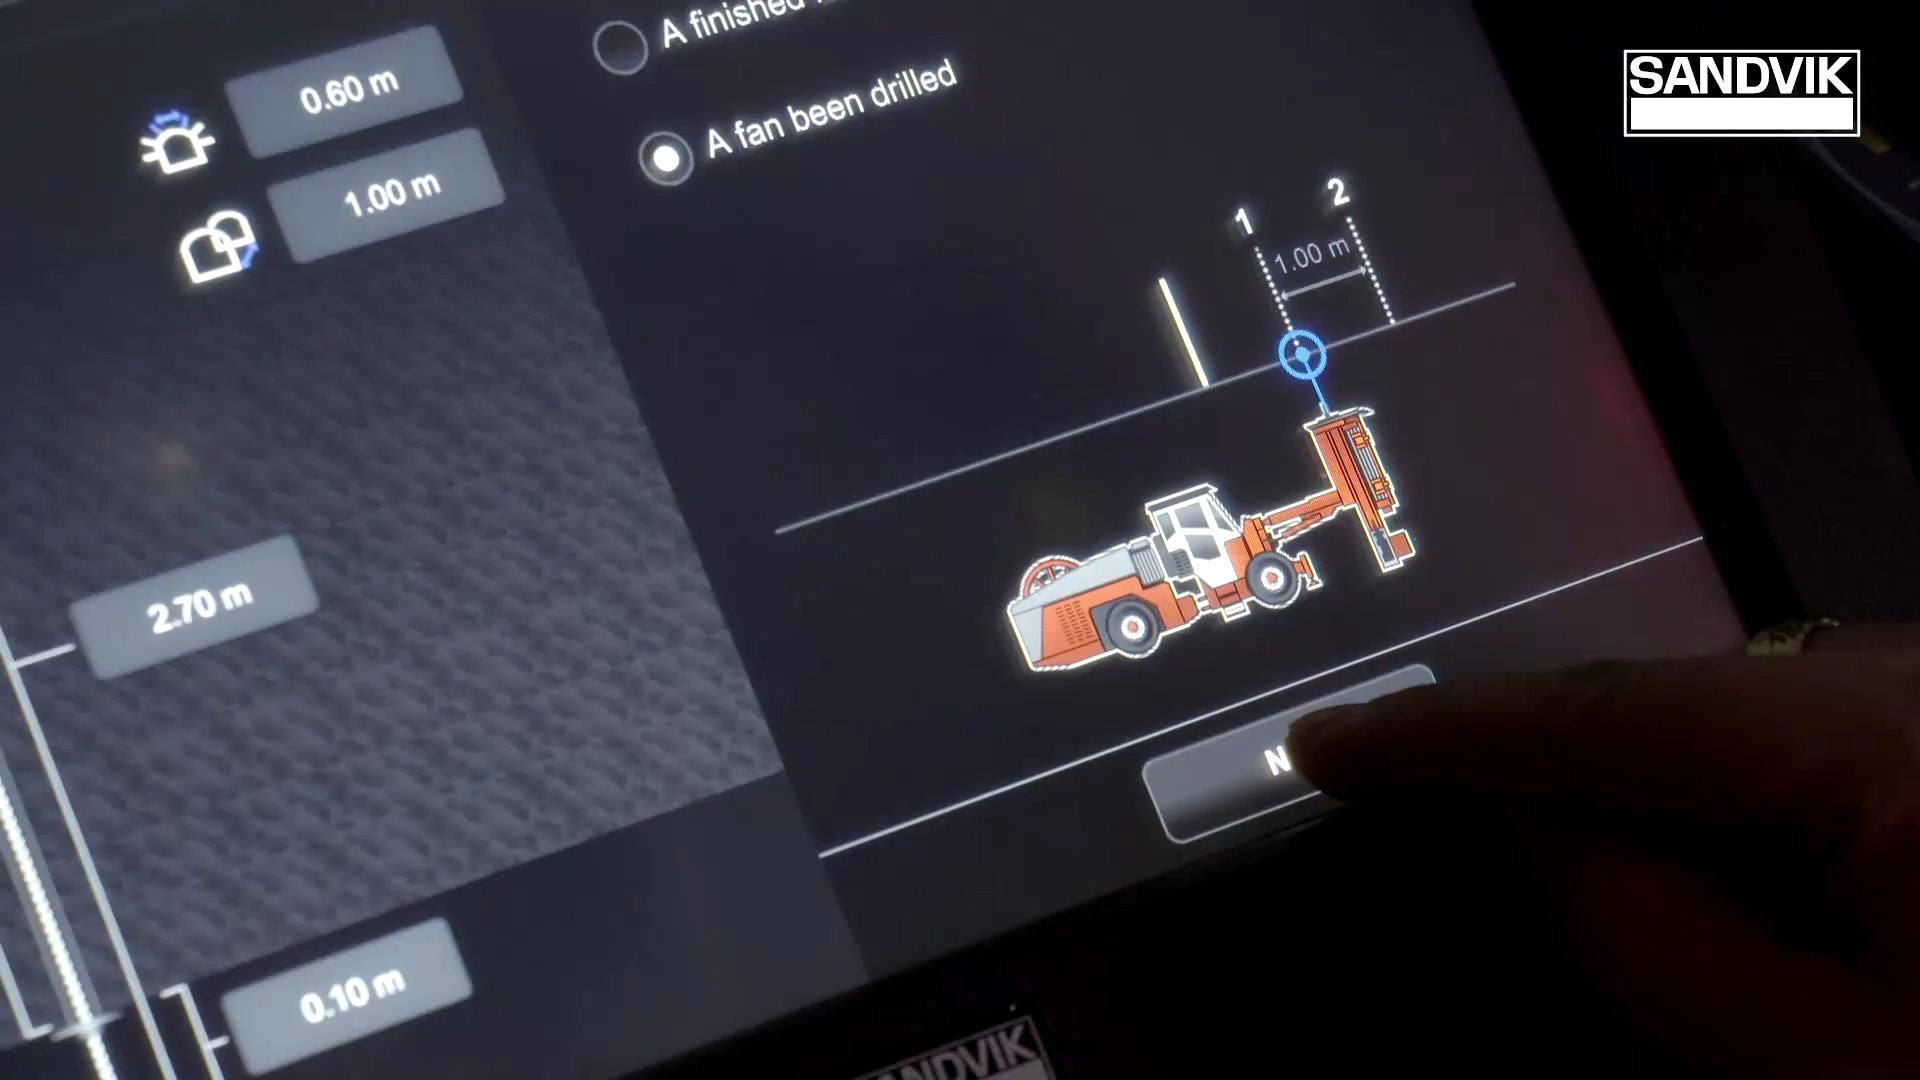 A finished
0.60 m
A fan been drilled
1.00 m
1
2
1.00 m
2.70 m
N
0.10 m
SANDVIK
SANDVIK